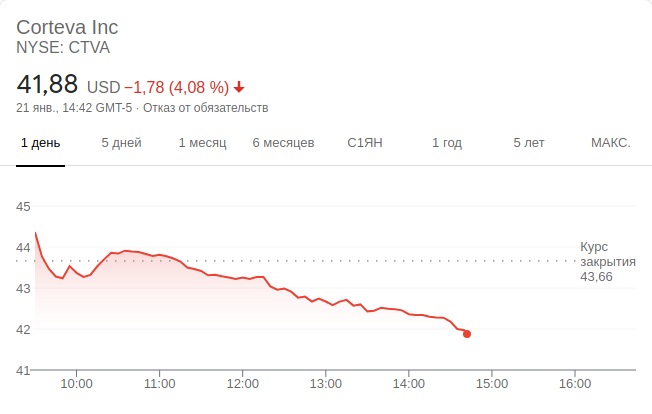 Corteva Inc
NYSE: CTVA
41,88 USD −1,78 (4,08 %)
21 янв., 14:42 GMT-5 · Отказ от обязательств
1 день 5 дней 1 месяц 6 месяцев С1ЯН 1 год 5 лет МАКС.
45
44
Курс
закрытия
43,66
43
42
41
10:00 11:00 12:00 13:00 14:00 15:00 16:00